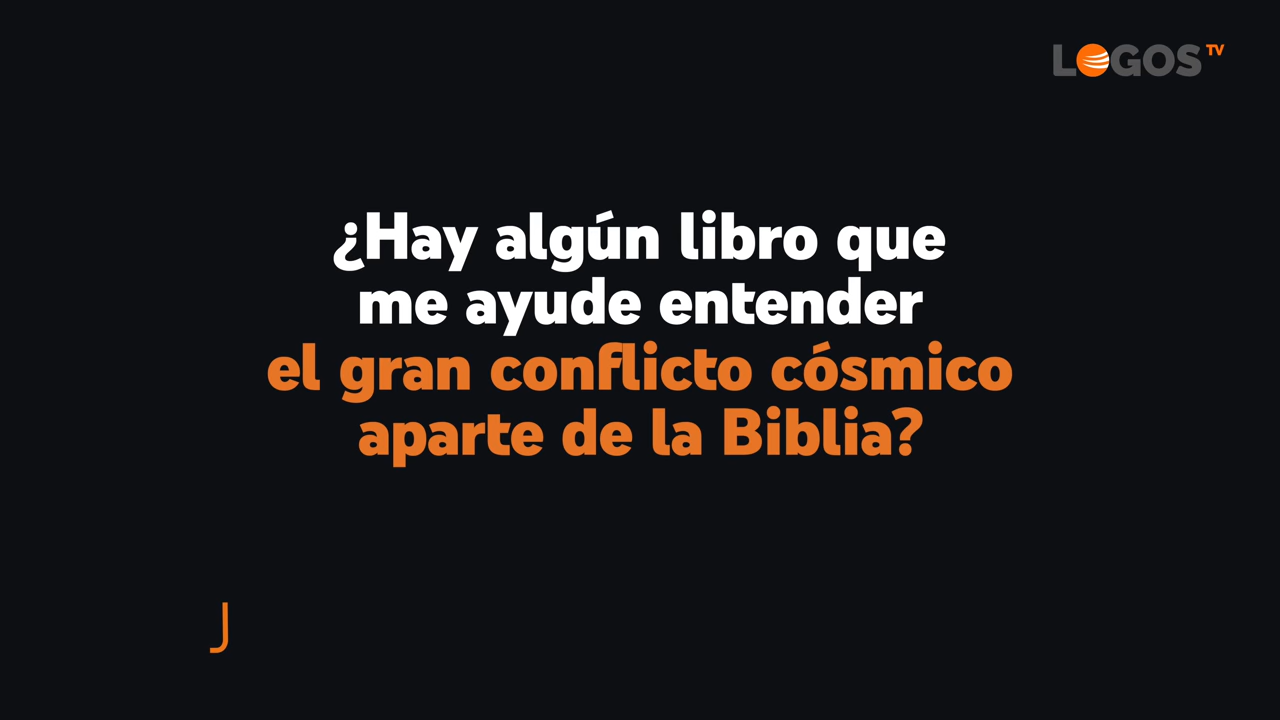 LOGOS TV
¿Hay algún libro que
me ayude entender
el gran conflicto cósmico
aparte de la Biblia?
J